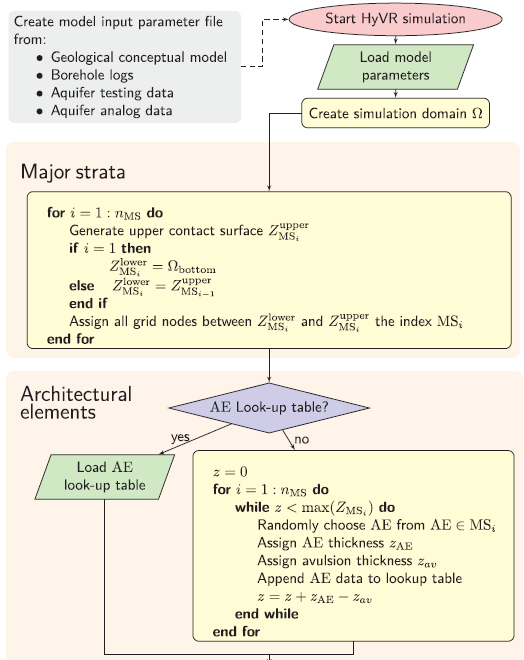 Create model input parameter file
from:
• Geological conceptual model
• Borehole logs
• Aquifer testing data
• Aquifer analog data
Start HyVR simulation
Load model
parameters
Create simulation domain Ω
Major strata
for i = 1 : n_MS do
Generate upper contact surface Z^upper_MS_i
if i = 1 then
Z^lower_MS_i = Ω_bottom
else Z^lower_MS_i = Z^upper_MS_i−1
end if
Assign all grid nodes between Z^lower_MS_i and Z^upper_MS_i the index MS_i
end for
Architectural
elements
AE Look-up table?
yes
no
Load AE
look-up table
z = 0
for i = 1 : n_MS do
while z < max(Z_MS_i) do
Randomly choose AE from AE ∈ MS_i
Assign AE thickness z_AE
Assign avulsion thickness z_av
Append AE data to lookup table
z = z + z_AE − z_av
end while
end for